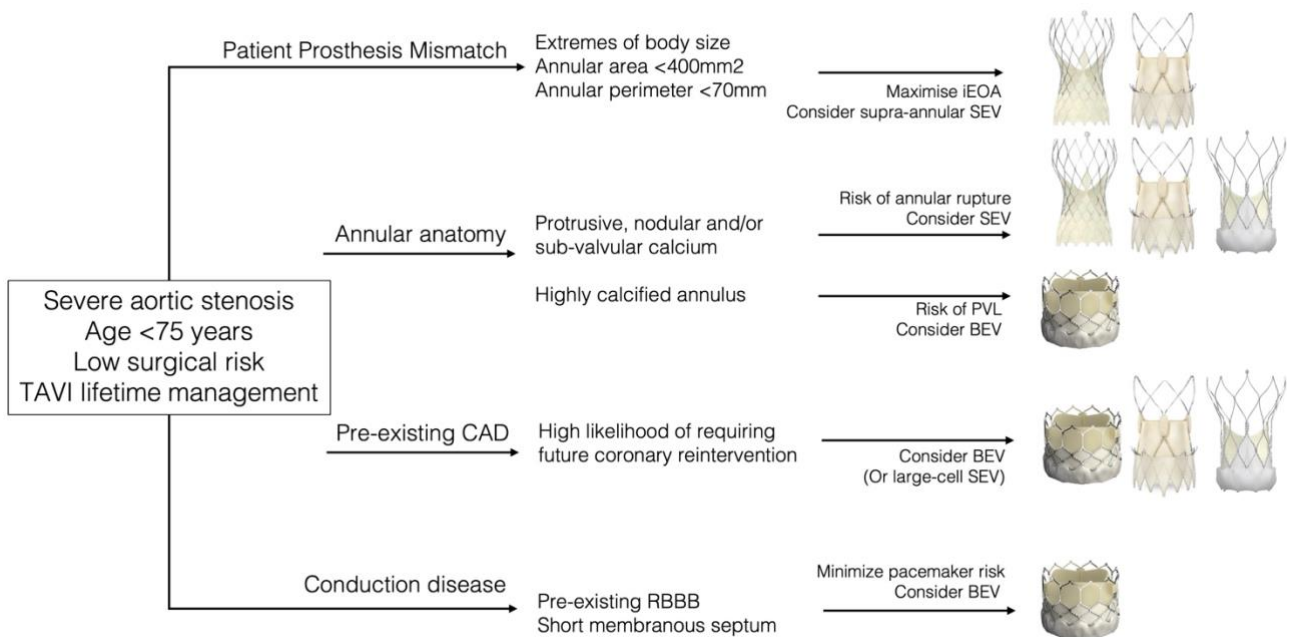 Patient Prosthesis Mismatch
Extremes of body size
Annular area <400mm2
Annular perimeter <70mm
Maximise iEOA
Consider supra-annular SEV
Annular anatomy
Protrusive, nodular and/or
sub-valvular calcium
Risk of annular rupture
Consider SEV
Highly calcified annulus
Risk of PVL
Consider BEV
Severe aortic stenosis
Age <75 years
Low surgical risk
TAVI lifetime management
Pre-existing CAD
High likelihood of requiring
future coronary reintervention
Consider BEV
(Or large-cell SEV)
Conduction disease
Pre-existing RBBB
Short membranous septum
Minimize pacemaker risk
Consider BEV